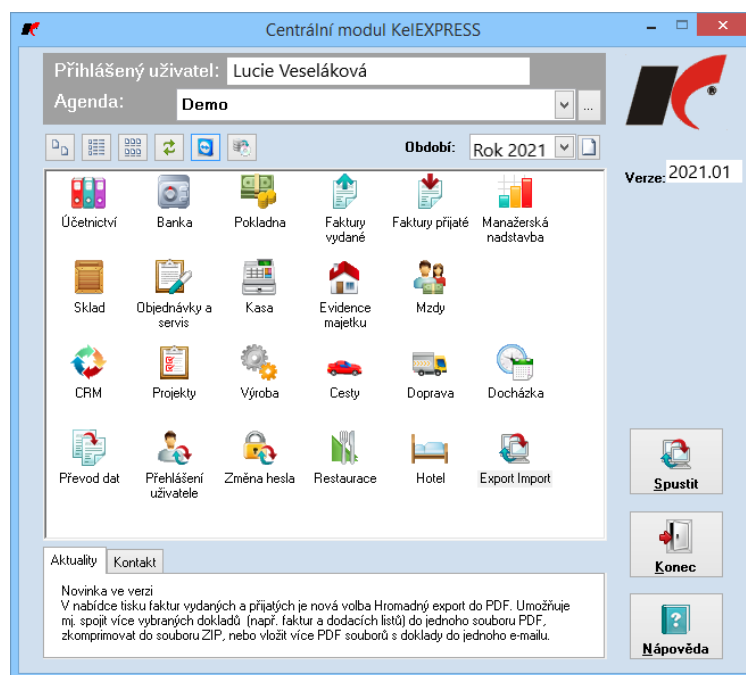 Centrální modul KelEXPRESS
Přihlášený uživatel: Lucie Veseláková
Agenda: Demo ...
Období: Rok 2021
Verze: 2021.01
Účetnictví Banka Pokladna Faktury vydané Faktury přijaté Manažerská nadstavba
Sklad Objednávky a servis Kasa Evidence majetku Mzdy
CRM Projekty Výroba Cesty Doprava Docházka
Převod dat Přehlášení uživatele Změna hesla Restaurace Hotel Export Import
Spustit
Konec
Nápověda
Aktuality Kontakt
Novinka ve verzi
V nabídce tisku faktur vydaných a přijatých je nová volba Hromadný export do PDF. Umožňuje
mj. spojit více vybraných dokladů (např. faktur a dodacích listů) do jednoho souboru PDF,
zkomprimovat do souboru ZIP, nebo vložit více PDF souborů s doklady do jednoho e-mailu.